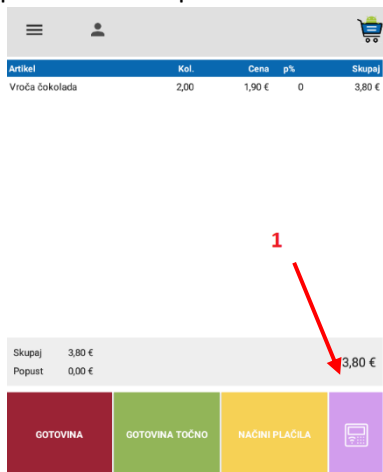 Artikel Kol. Cena p% Skupaj
Vroča čokolada 2,00 1,90 € 0 3,80 €
1
Skupaj 3,80 €
3,80 €
Popust 0,00 €
GOTOVINA GOTOVINA TOČNO NAČINI PLAČILA